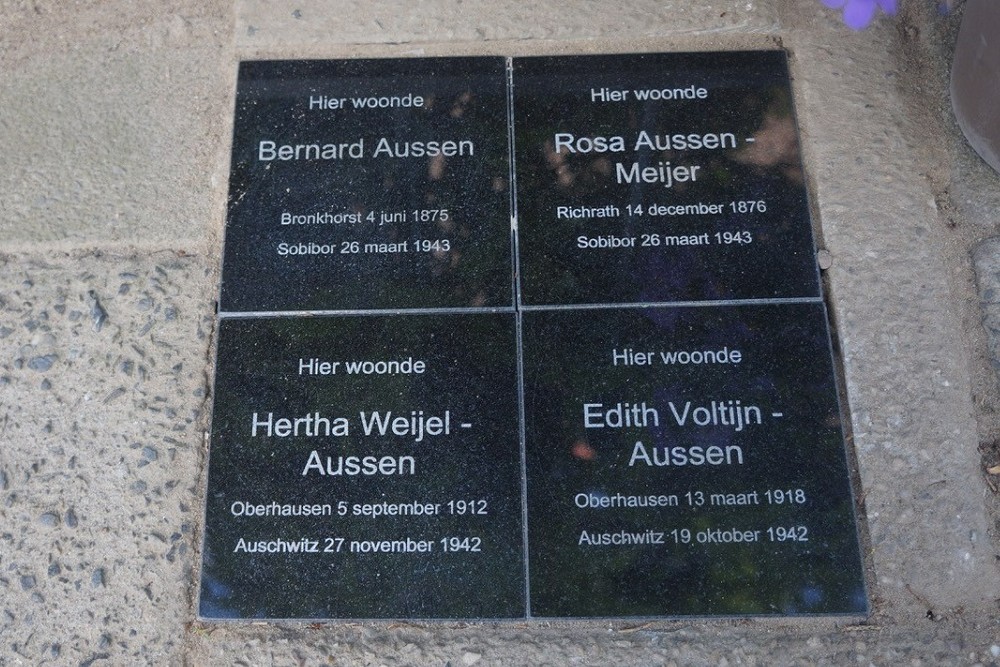 Hier woonde
Bernard Aussen
Bronkhorst 4 juni 1875
Sobibor 26 maart 1943
Hier woonde
Rosa Aussen -
Meijer
Richrath 14 december 1876
Sobibor 26 maart 1943
Hier woonde
Hertha Weijel -
Aussen
Oberhausen 5 september 1912
Auschwitz 27 november 1942
Hier woonde
Edith Voltijn -
Aussen
Oberhausen 13 maart 1918
Auschwitz 19 oktober 1942